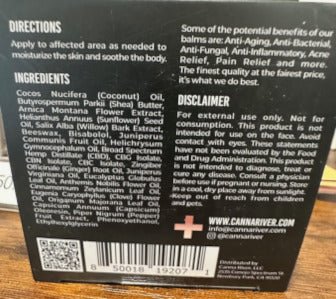 DIRECTIONS
Apply to affected area as needed to
moisturize the skin and soothe the body.
INGREDIENTS
Cocos Nucifera (Coconut) Oil,
Butyrospermum Parkii (Shea) Butter,
Arnica Montana Flower Extract,
Helianthus Annuus (Sunflower) Seed
Oil, Salix Alba (Willow) Bark Extract,
Beeswax, Bisabolol, Juniperus
Communis Fruit Oil, Helichrysum
Gymnocephalum Oil, Broad Spectrum
Hemp Distillate (CBD), CBG Isolate,
CBN Isolate, CBC Isolate, Zingiber
Officinale (Ginger) Root Oil, Juniperus
Virginiana Oil, Eucalyptus Globulus
Leaf Oil, Anthemis Nobilis Flower Oil,
Cinnamomum Zeylanicum Leaf Oil,
Eugenia Caryophyllus (Clove) Flower
Oil, Origanum Majorana Leaf Oil,
Capsicum Annuum (Capsicum)
Oleoresin, Piper Nigrum (Pepper)
Fruit Extract, Phenoxyethanol,
Ethylhexylglycerin
8 50018 19207 1
Some of the potential benefits of our
balms are: Anti-Aging, Anti-Bacterial,
Anti-Fungal, Anti-Inflammatory, Acne
Relief, Pain Relief and more.
The finest quality at the fairest price,
it's what we do best.
DISCLAIMER
For external use only. Not for
consumption. This product is not
intended for use on the face. Avoid
contact with eyes. These statements
have not been evaluated by the Food
and Drug Administration. This product
is not intended to diagnose, treat or
cure any disease. Consult a physician
before use if pregnant or nursing. Store
in a cool, dry place away from sunlight.
Keep out of reach from children
and pets.
WWW.CANNARIVER.COM
info@cannariver.com
@cannariver
Distributed by
Canna River, LLC
Newbury Park, CA 91320